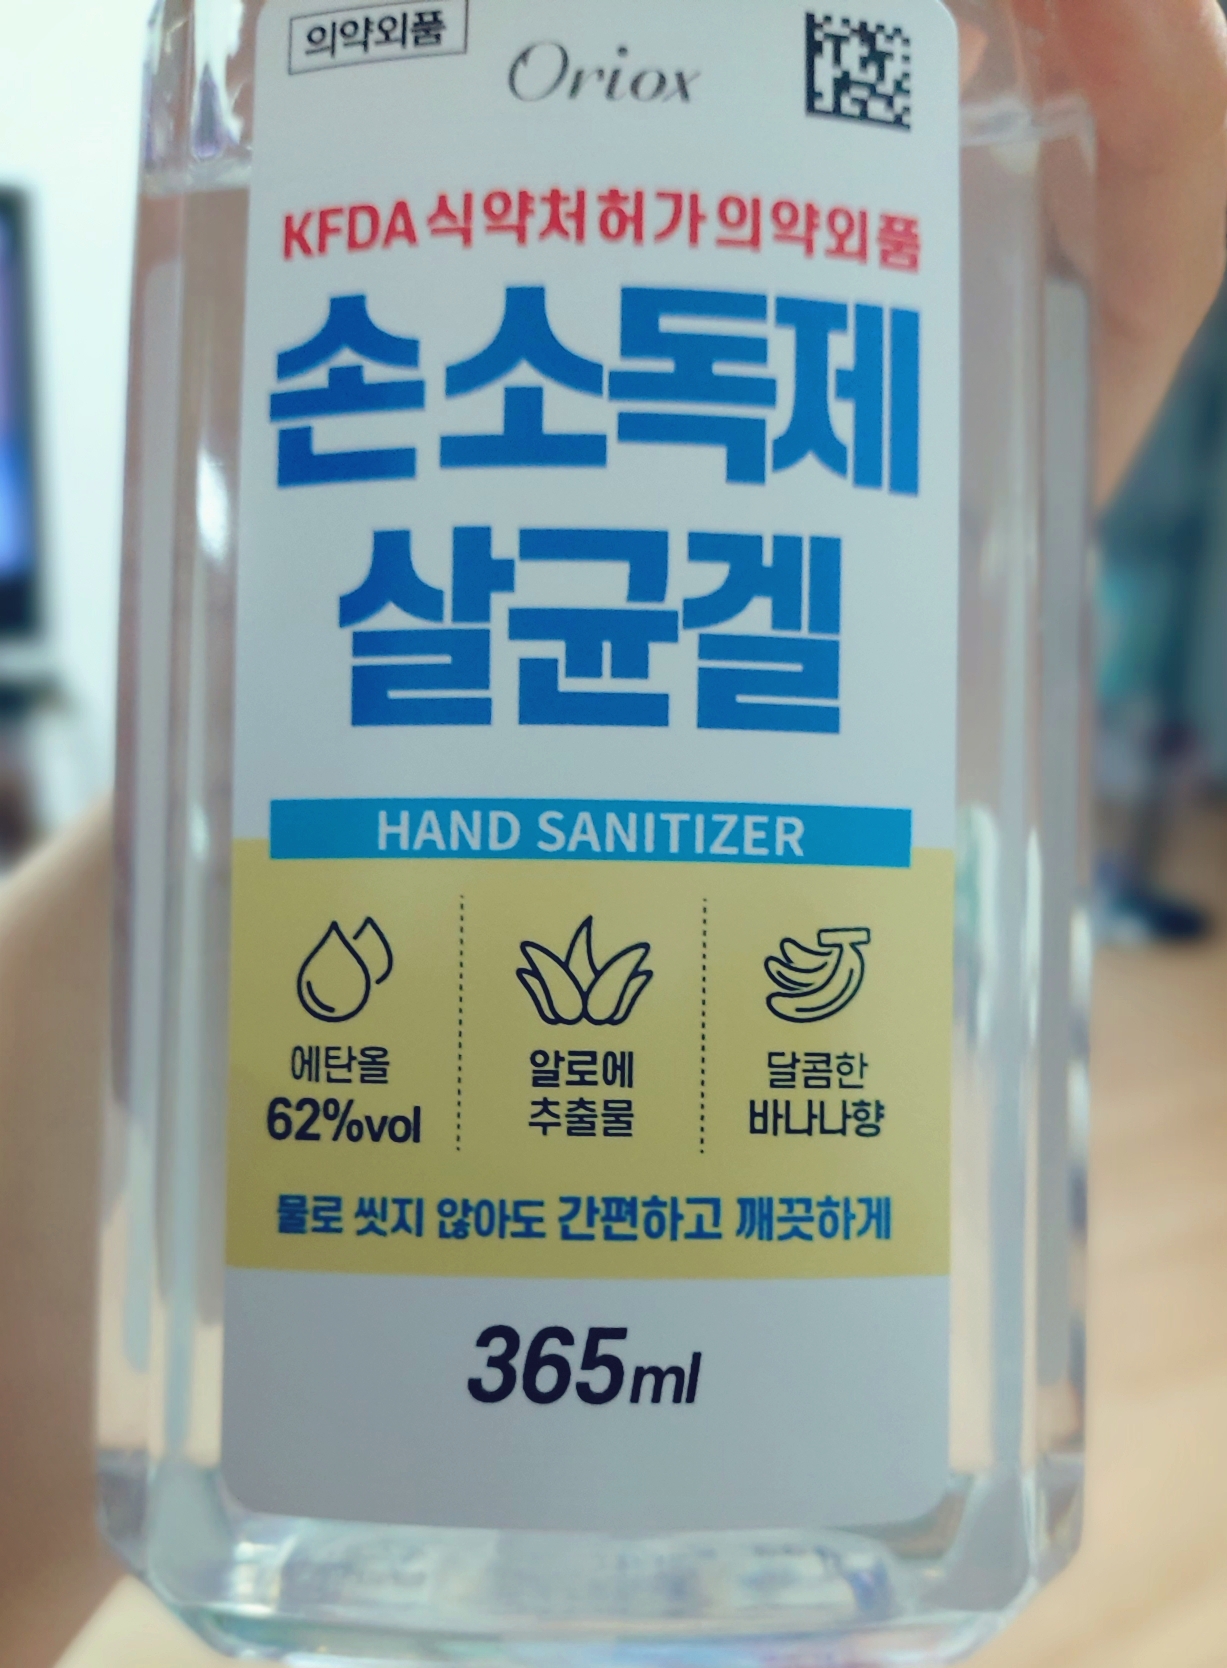 의약외품
Oriox
KFDA 식약처 허가 의약외품
손소독제
살균겔
HAND SANITIZER
에탄올
62%vol
알로에
추출물
달콤한
바나나향
물로 씻지 않아도 간편하고 깨끗하게
365ml